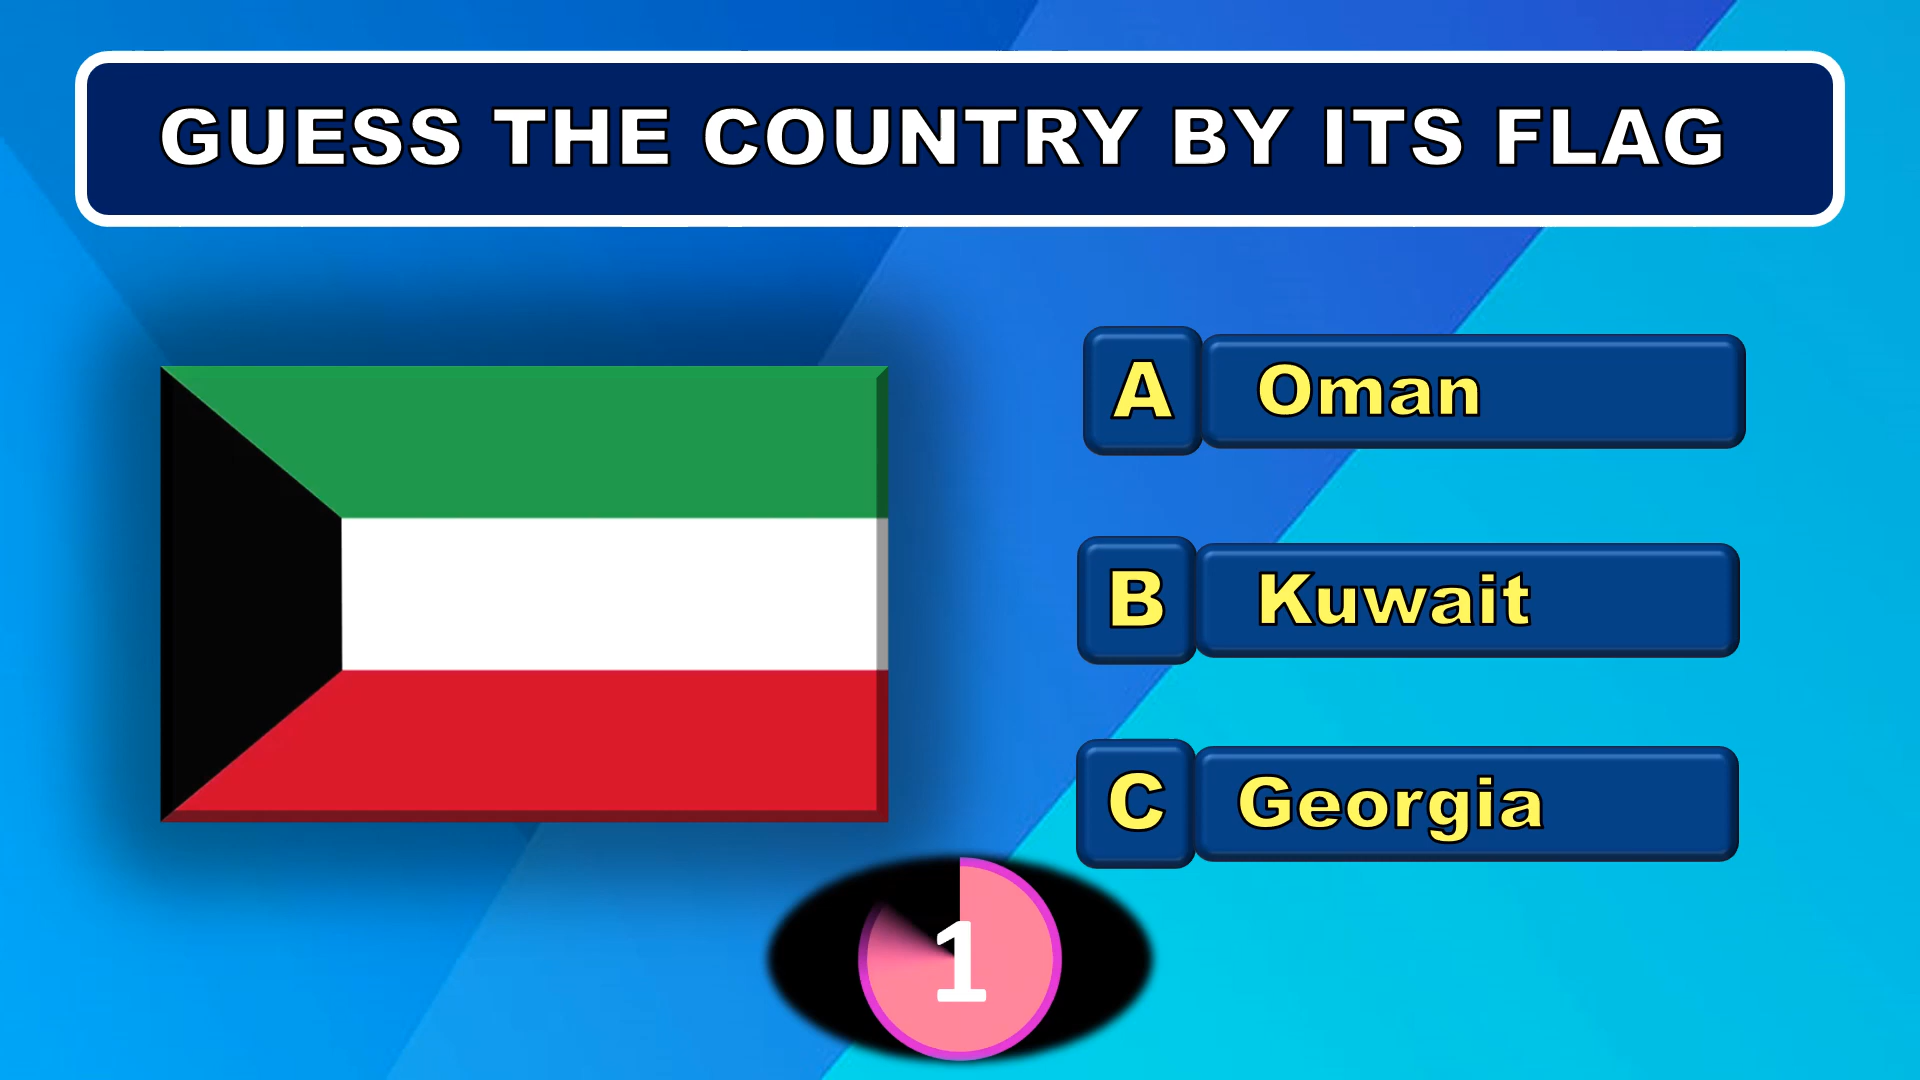 GUESS THE COUNTRY BY ITS FLAG
A Oman
B Kuwait
C Georgia
1